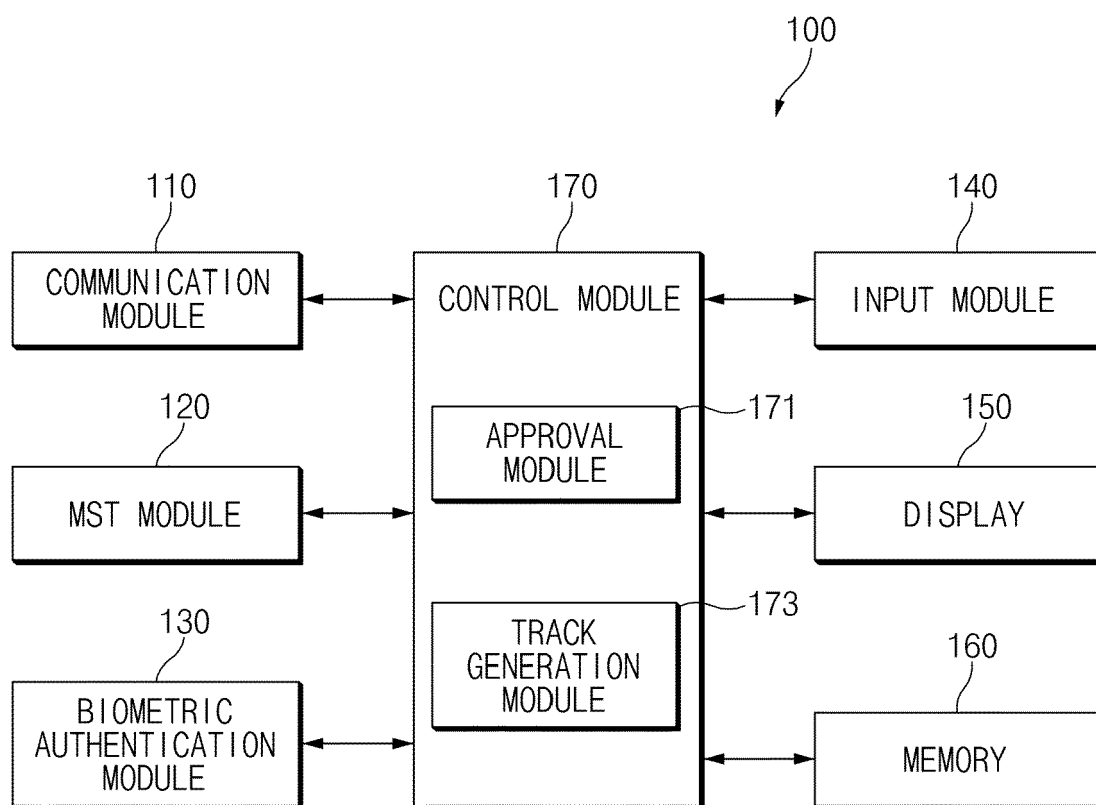 100
110
170
140
COMMUNICATION
MODULE
CONTROL MODULE
INPUT MODULE
120
171
150
MST MODULE
APPROVAL
MODULE
DISPLAY
130
173
160
BIOMETRIC
AUTHENTICATION
MODULE
TRACK
GENERATION
MODULE
MEMORY